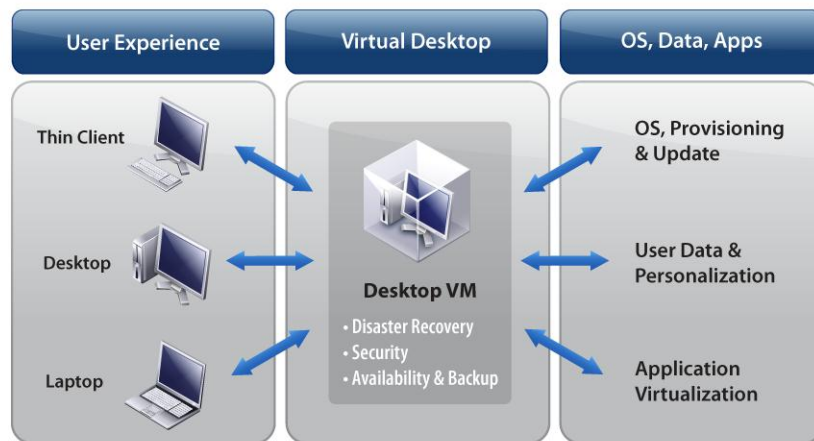 User Experience
Virtual Desktop
OS, Data, Apps
Thin Client
Desktop
Laptop
Desktop VM
• Disaster Recovery
• Security
• Availability & Backup
OS, Provisioning
& Update
User Data &
Personalization
Application
Virtualization